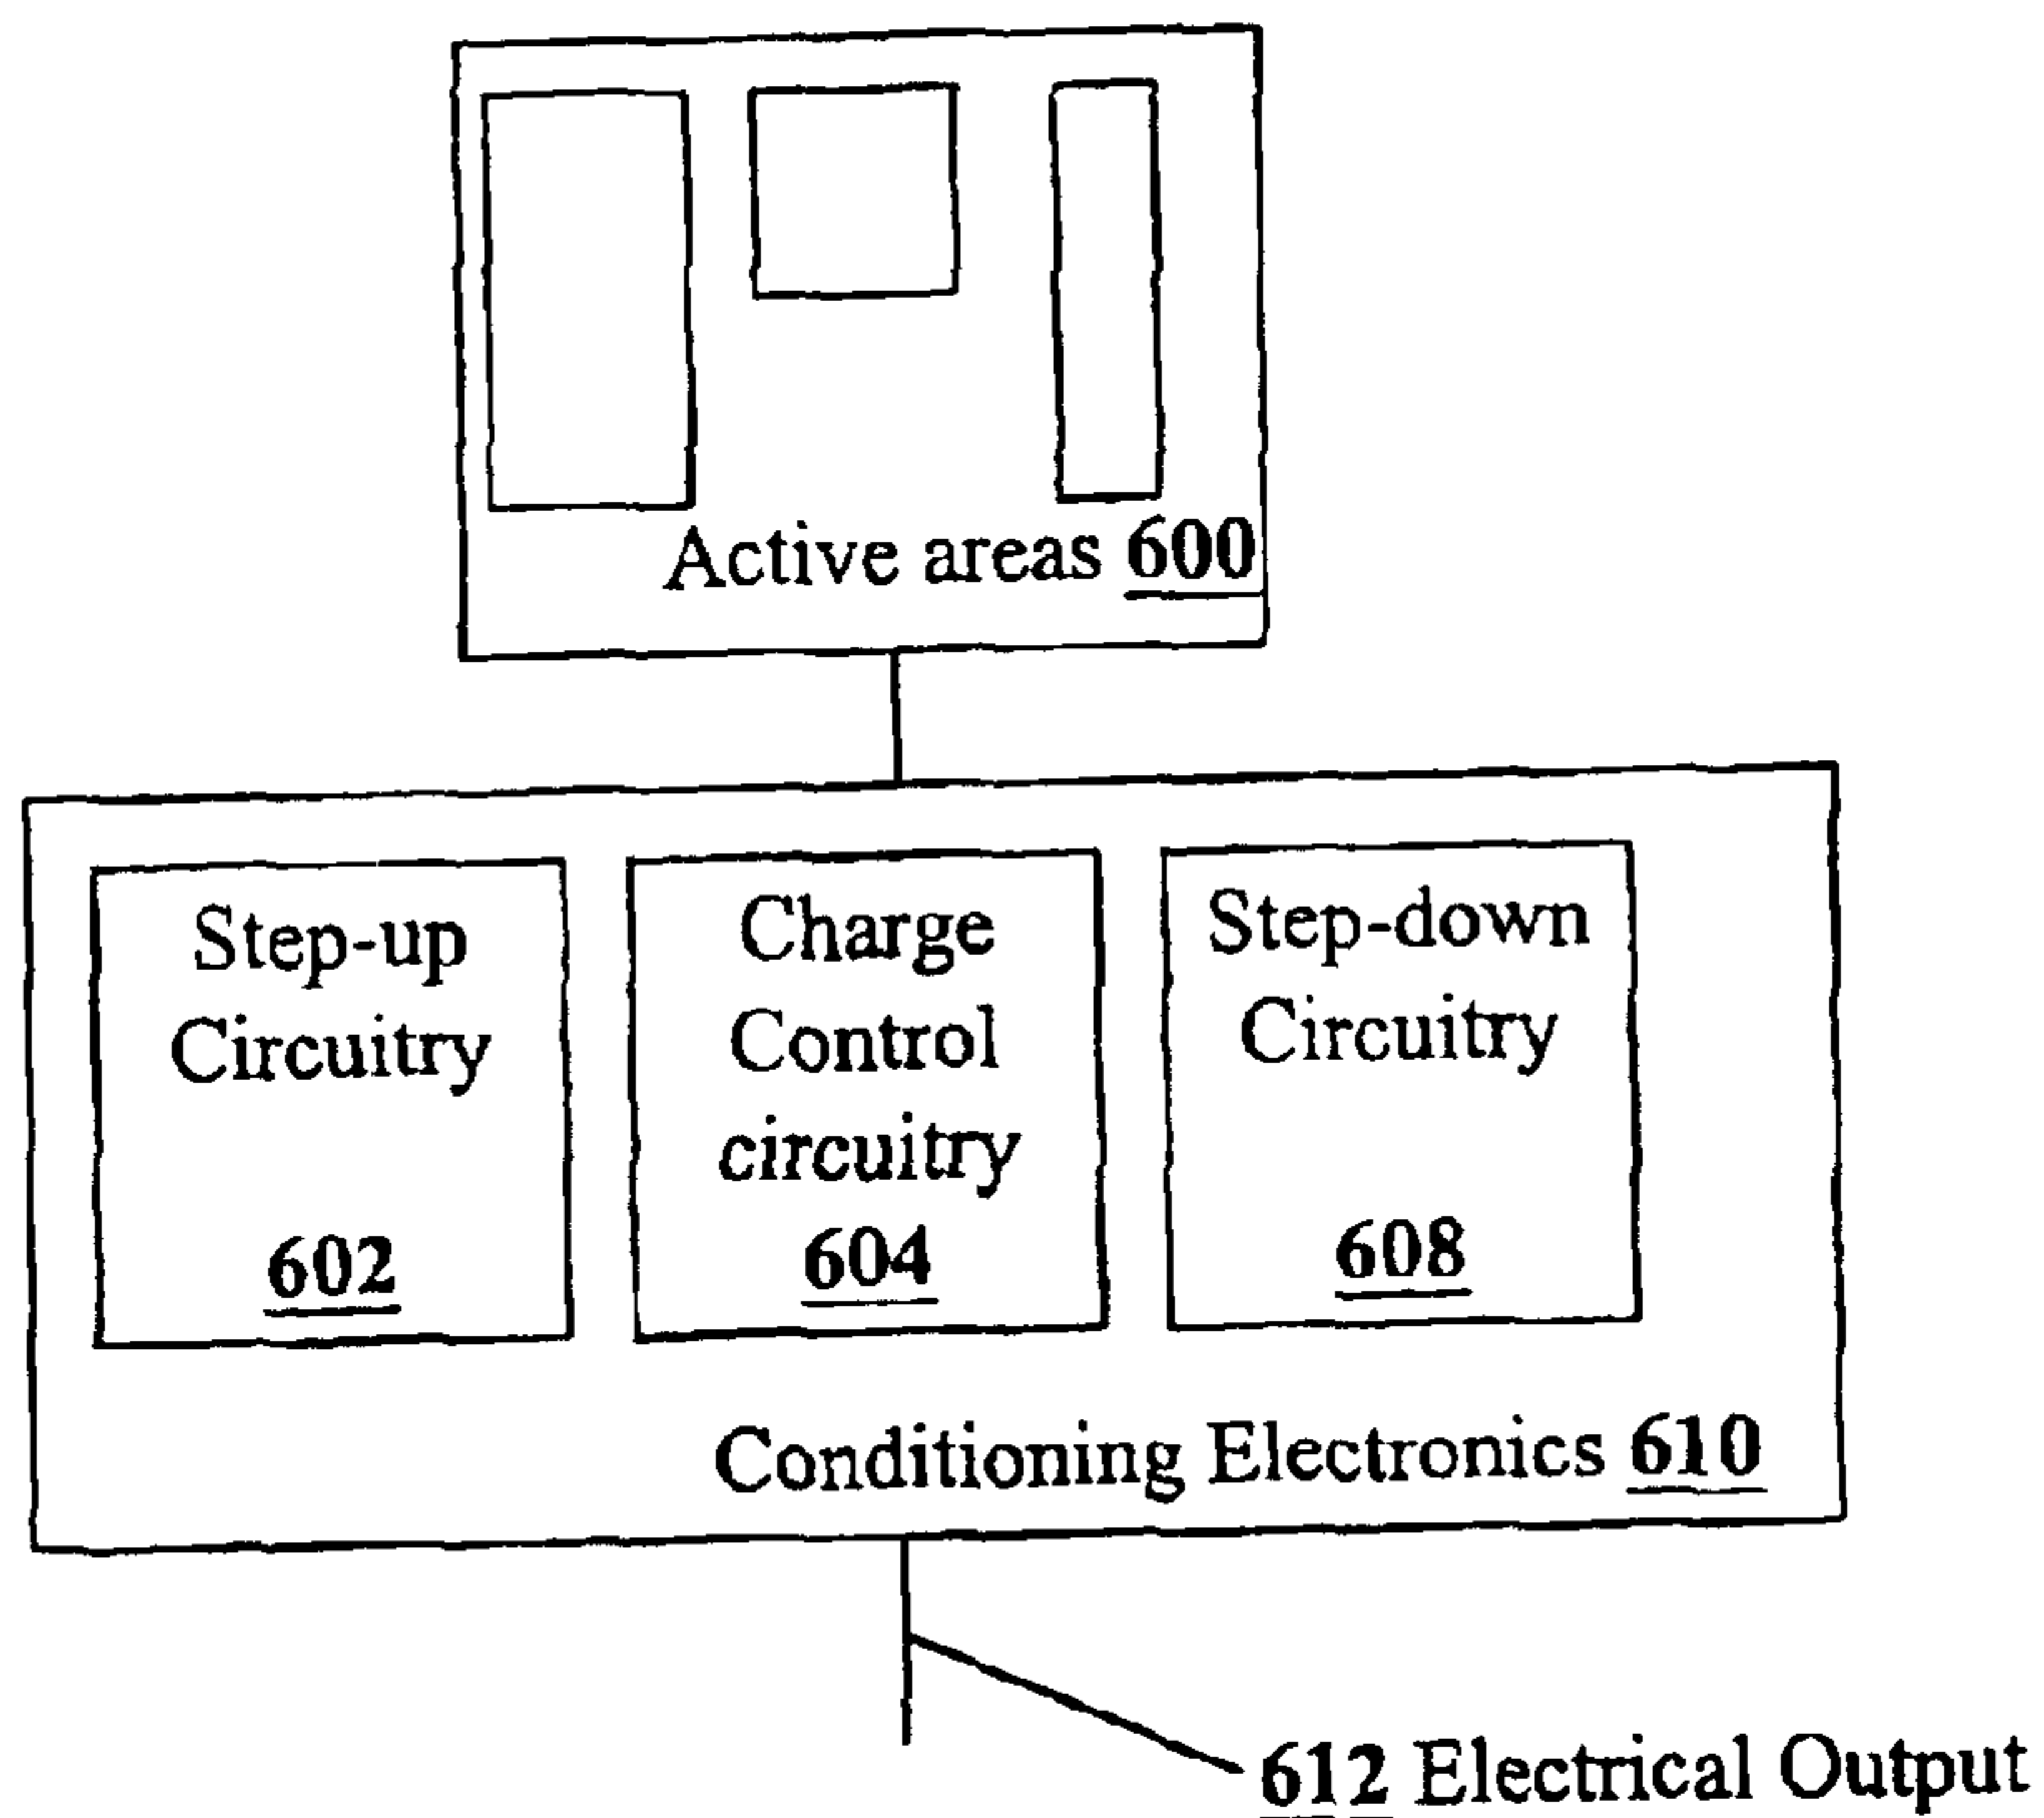 Active areas 600
Step-up
Circuitry
602
Charge
Control
circuitry
604
Step-down
Circuitry
608
Conditioning Electronics 610
612 Electrical Output